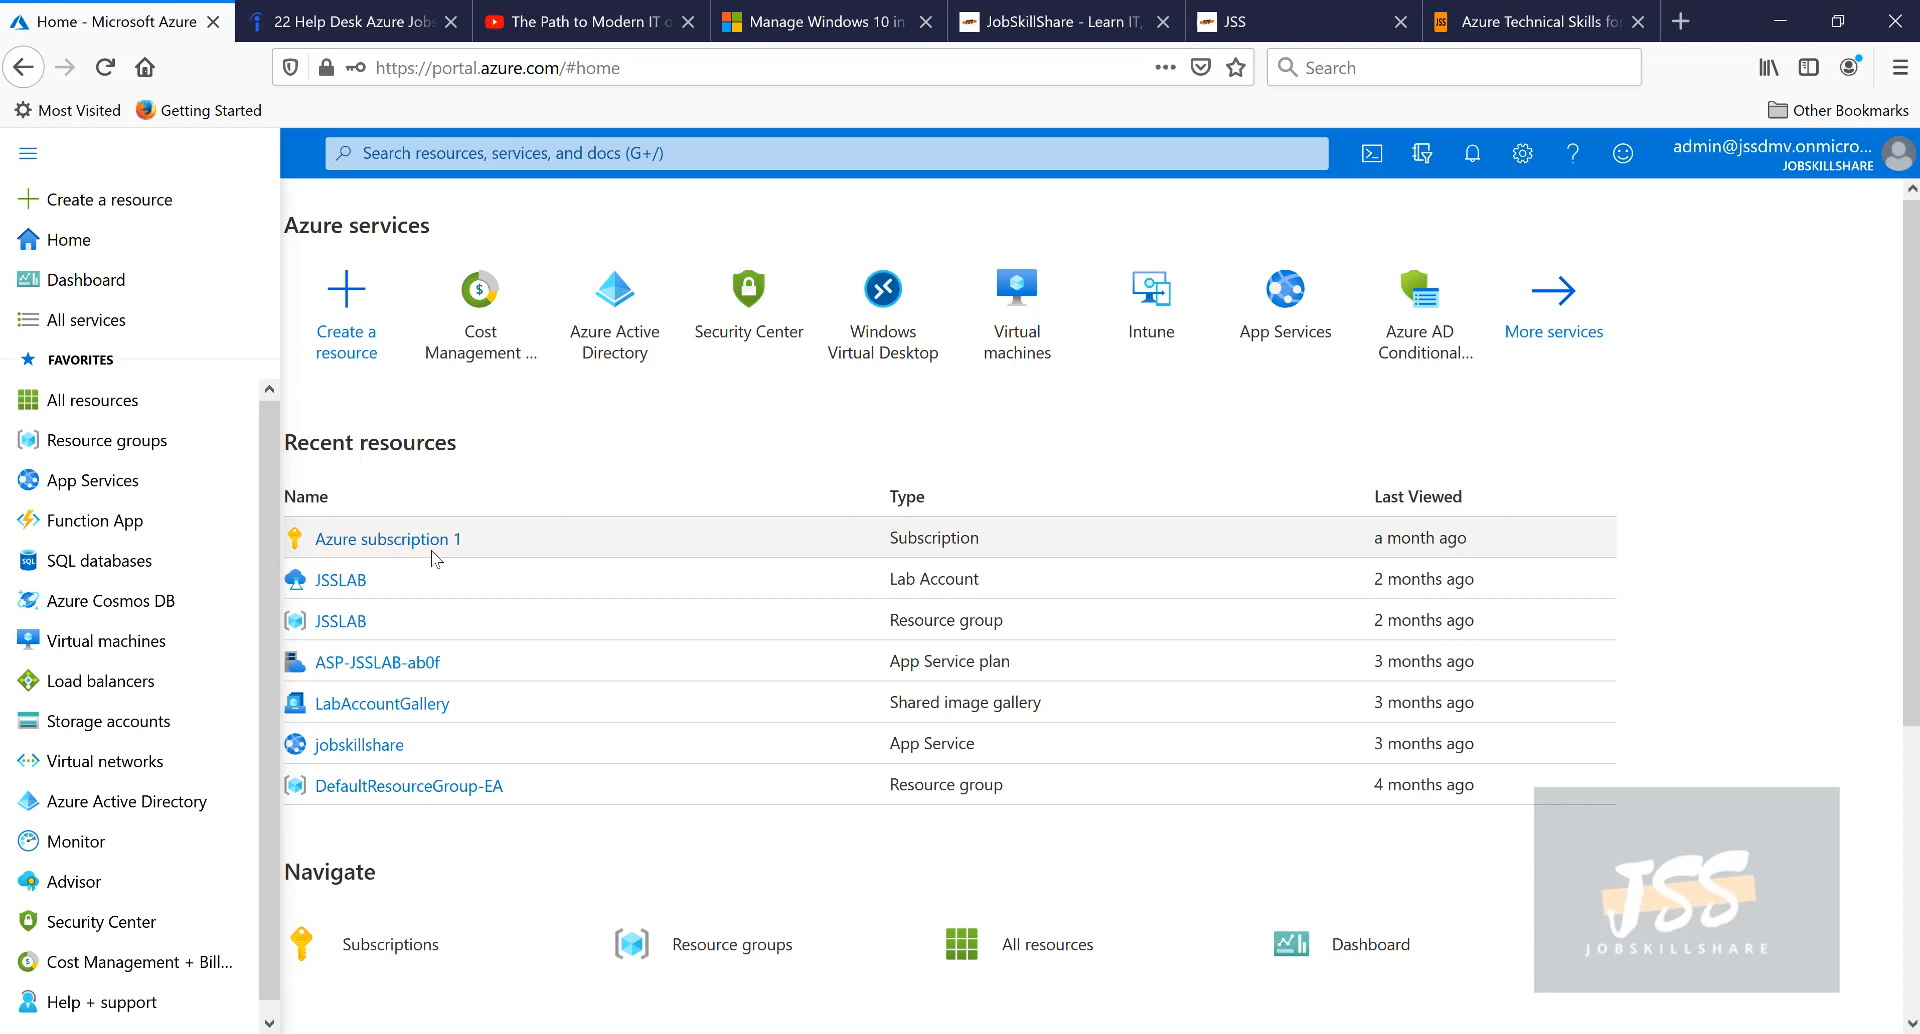 Home - Microsoft Azure
22 Help Desk Azure Jobs
The Path to Modern IT
Manage Windows 10 in
JobSkillShare - Learn IT,
JSS
JSS
Azure Technical Skills for
https://portal.azure.com/#home
Search
Most Visited
Getting Started
Other Bookmarks
Search resources, services, and docs (G+/)
admin@jssdmv.onmicro...
JOBSKILLSHARE
Create a resource
Home
Dashboard
All services
FAVORITES
All resources
Resource groups
App Services
Function App
SQL
SQL databases
Azure Cosmos DB
Virtual machines
Load balancers
Storage accounts
Virtual networks
Azure Active Directory
Monitor
Advisor
Security Center
Cost Management + Bill...
Help + support
Azure services
Create a
resource
Cost
Management ...
Azure Active
Directory
Security Center
Windows
Virtual Desktop
Virtual
machines
Intune
App Services
Azure AD
Conditional...
More services
Recent resources
Name Type Last Viewed
Azure subscription 1 Subscription a month ago
JSSLAB Lab Account 2 months ago
JSSLAB Resource group 2 months ago
ASP-JSSLAB-ab0f App Service plan 3 months ago
LabAccountGallery Shared image gallery 3 months ago
jobskillshare App Service 3 months ago
DefaultResourceGroup-EA Resource group 4 months ago
Navigate
Subscriptions
Resource groups
All resources
Dashboard
JSS
JOBSKILLSHARE